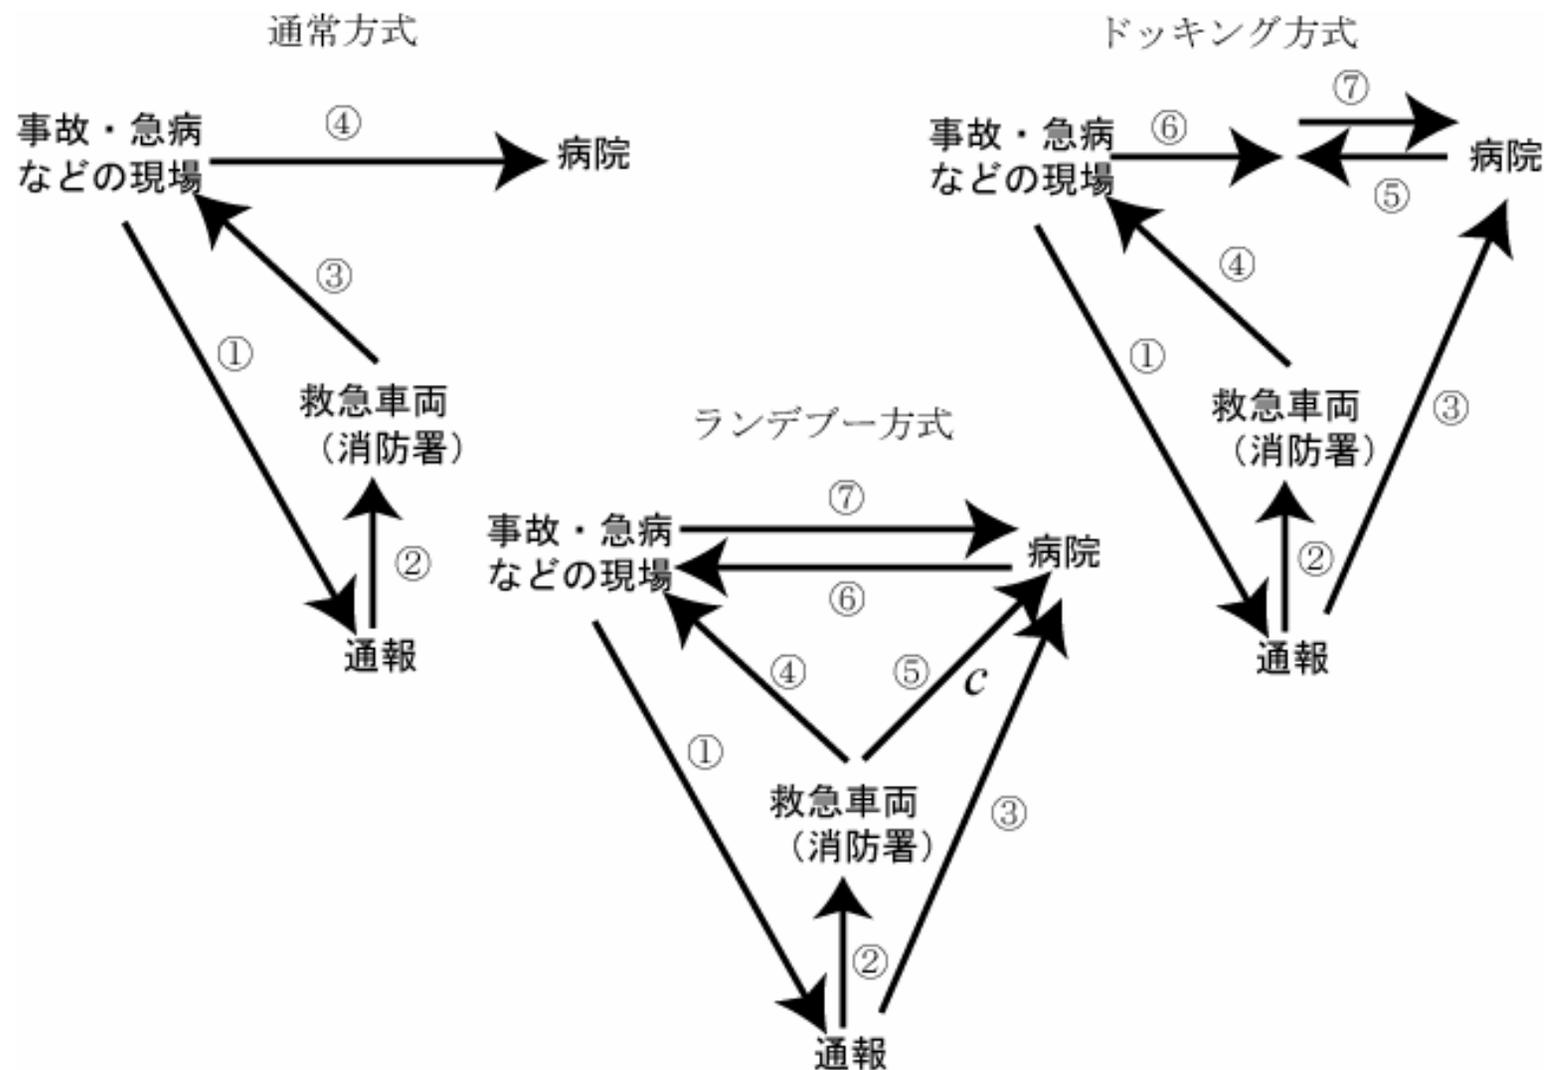 通常方式
④
事故・急病
などの現場
病院
③
①
救急車両
（消防署）
②
通報
ランデブー方式
⑦
事故・急病
などの現場
病院
⑥
④
⑤
c
①
救急車両
（消防署）
③
②
通報
ドッキング方式
⑦
⑥
事故・急病
などの現場
病院
⑤
④
①
③
救急車両
（消防署）
②
通報